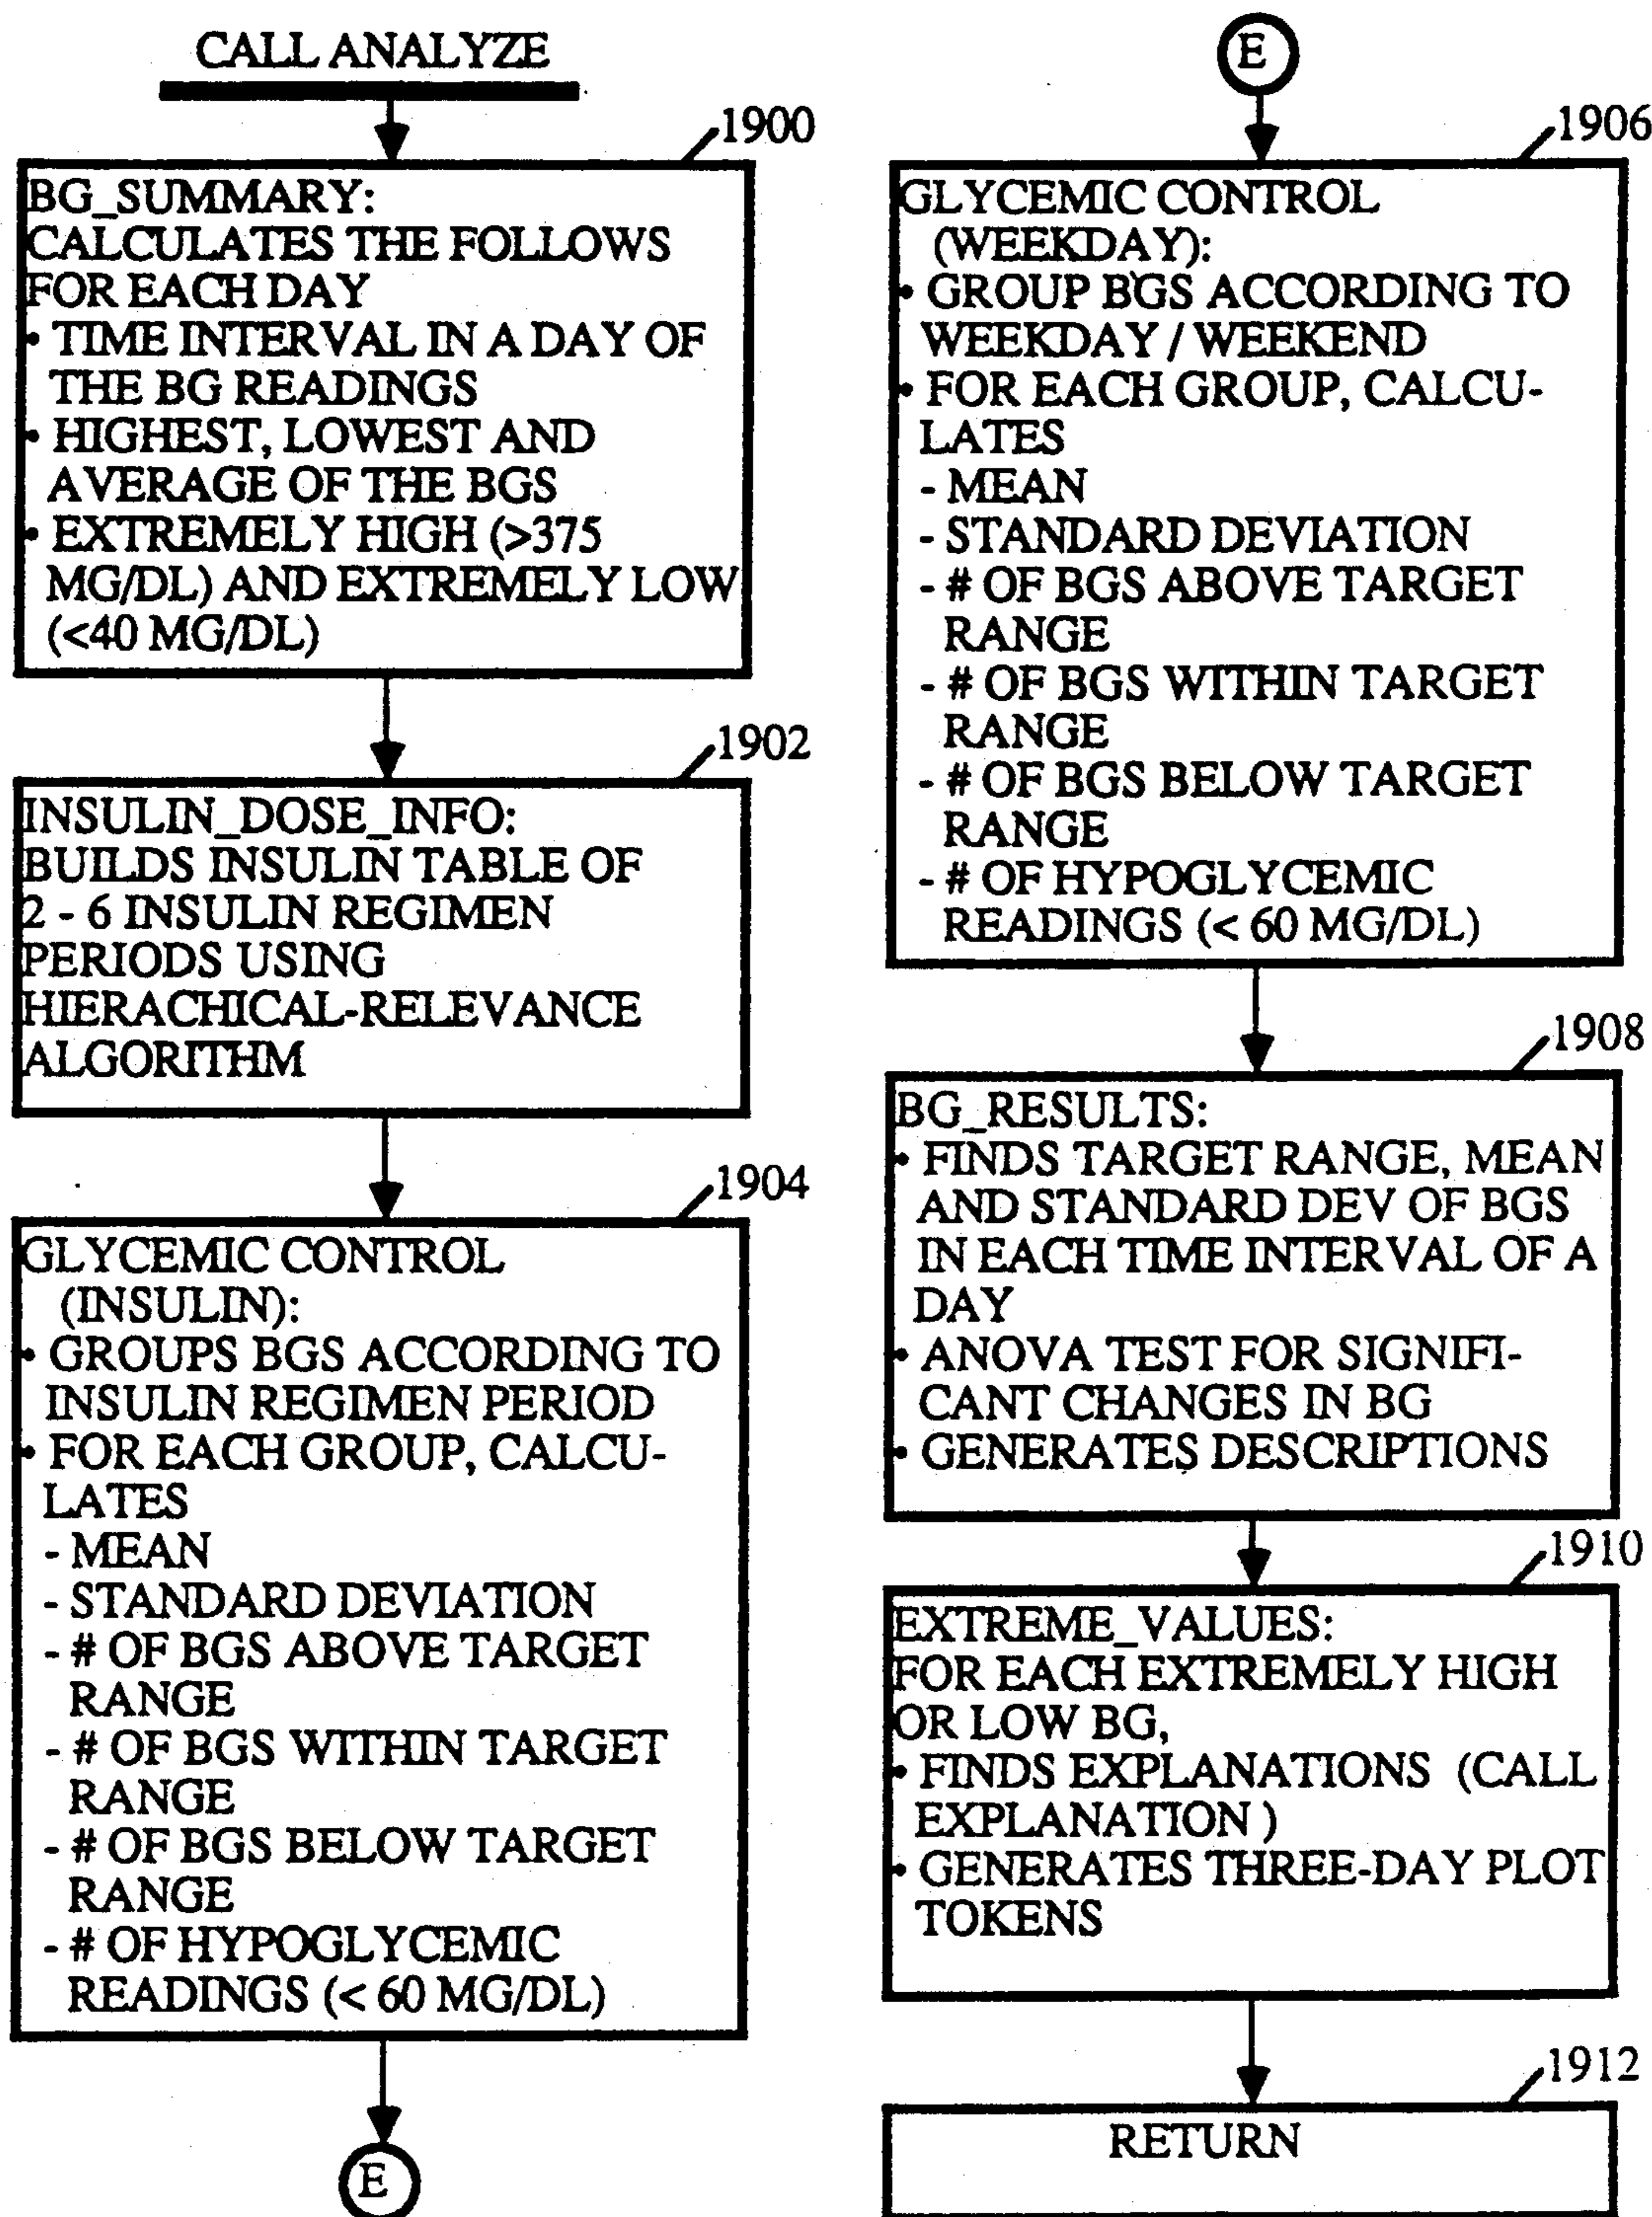 CALL ANALYZE
1900
BG_SUMMARY:
CALCULATES THE FOLLOWS
FOR EACH DAY
• TIME INTERVAL IN A DAY OF
THE BG READINGS
• HIGHEST, LOWEST AND
AVERAGE OF THE BGS
• EXTREMELY HIGH (>375
MG/DL) AND EXTREMELY LOW
(<40 MG/DL)
1902
INSULIN_DOSE_INFO:
BUILDS INSULIN TABLE OF
2 - 6 INSULIN REGIMEN
PERIODS USING
HIERACHICAL-RELEVANCE
ALGORITHM
1904
GLYCEMIC CONTROL
(INSULIN):
• GROUPS BGS ACCORDING TO
INSULIN REGIMEN PERIOD
• FOR EACH GROUP, CALCU-
LATES
- MEAN
- STANDARD DEVIATION
- # OF BGS ABOVE TARGET
RANGE
- # OF BGS WITHIN TARGET
RANGE
- # OF BGS BELOW TARGET
RANGE
- # OF HYPOGLYCEMIC
READINGS (< 60 MG/DL)
E
E
1906
GLYCEMIC CONTROL
(WEEKDAY):
• GROUP BGS ACCORDING TO
WEEKDAY / WEEKEND
• FOR EACH GROUP, CALCU-
LATES
- MEAN
- STANDARD DEVIATION
- # OF BGS ABOVE TARGET
RANGE
- # OF BGS WITHIN TARGET
RANGE
- # OF BGS BELOW TARGET
RANGE
- # OF HYPOGLYCEMIC
READINGS (< 60 MG/DL)
1908
BG_RESULTS:
• FINDS TARGET RANGE, MEAN
AND STANDARD DEV OF BGS
IN EACH TIME INTERVAL OF A
DAY
• ANOVA TEST FOR SIGNIFI-
CANT CHANGES IN BG
• GENERATES DESCRIPTIONS
1910
EXTREME_VALUES:
FOR EACH EXTREMELY HIGH
OR LOW BG,
• FINDS EXPLANATIONS (CALL
EXPLANATION )
• GENERATES THREE-DAY PLOT
TOKENS
1912
RETURN